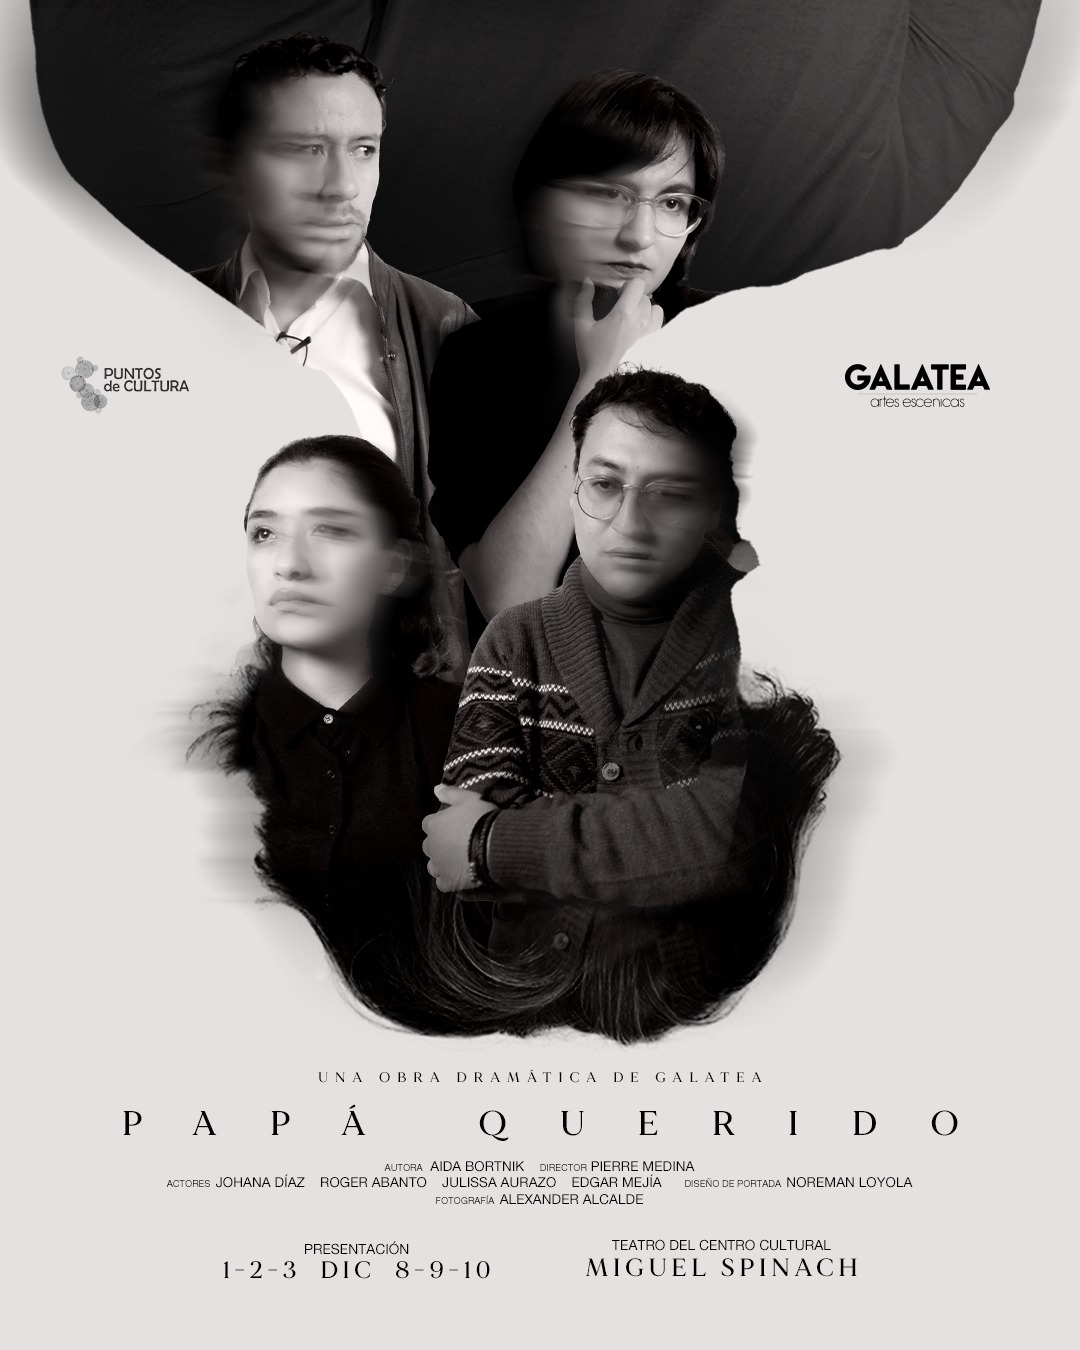 PUNTOS
de CULTURA
GALATEA
artes escenicas
UNA OBRA DRAMÁTICA DE GALATEA
PAPÁ QUERIDO
AUTORA AIDA BORTNIK DIRECTOR PIERRE MEDINA
ACTORES JOHANA DÍAZ ROGER ABANTO JULISSA AURAZO EDGAR MEJÍA DISEÑO DE PORTADA NOREMAN LOYOLA
FOTOGRAFÍA ALEXANDER ALCALDE
PRESENTACIÓN
1-2-3 DIC 8-9-10
TEATRO DEL CENTRO CULTURAL
MIGUEL SPINACH